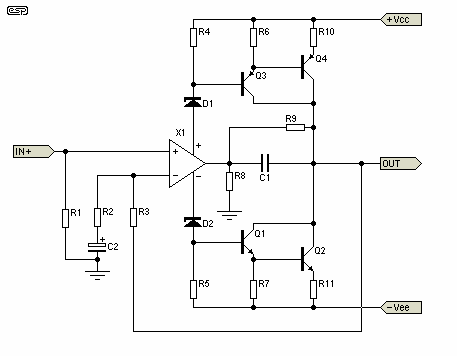 esp
+Vcc
R4
R6
R10
Q4
Q3
D1
R9
X1
+
IN+
+
−
C1
OUT
R8
−
R1
R2
R3
D2
+
C2
Q1
Q2
R5
R7
R11
−Vee